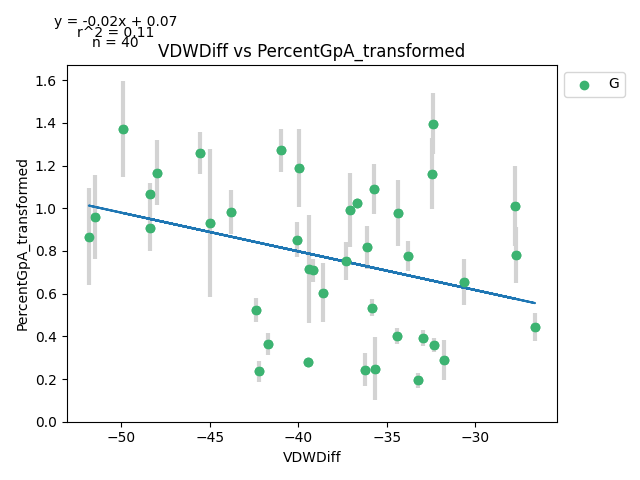 y = -0.02x + 0.07
r^2 = 0.11
n = 40
VDWDiff vs PercentGpA_transformed
G
1.6
1.4
1.2
1.0
0.8
0.6
0.4
0.2
0.0
PercentGpA_transformed
−50
−45
−40
−35
−30
VDWDiff